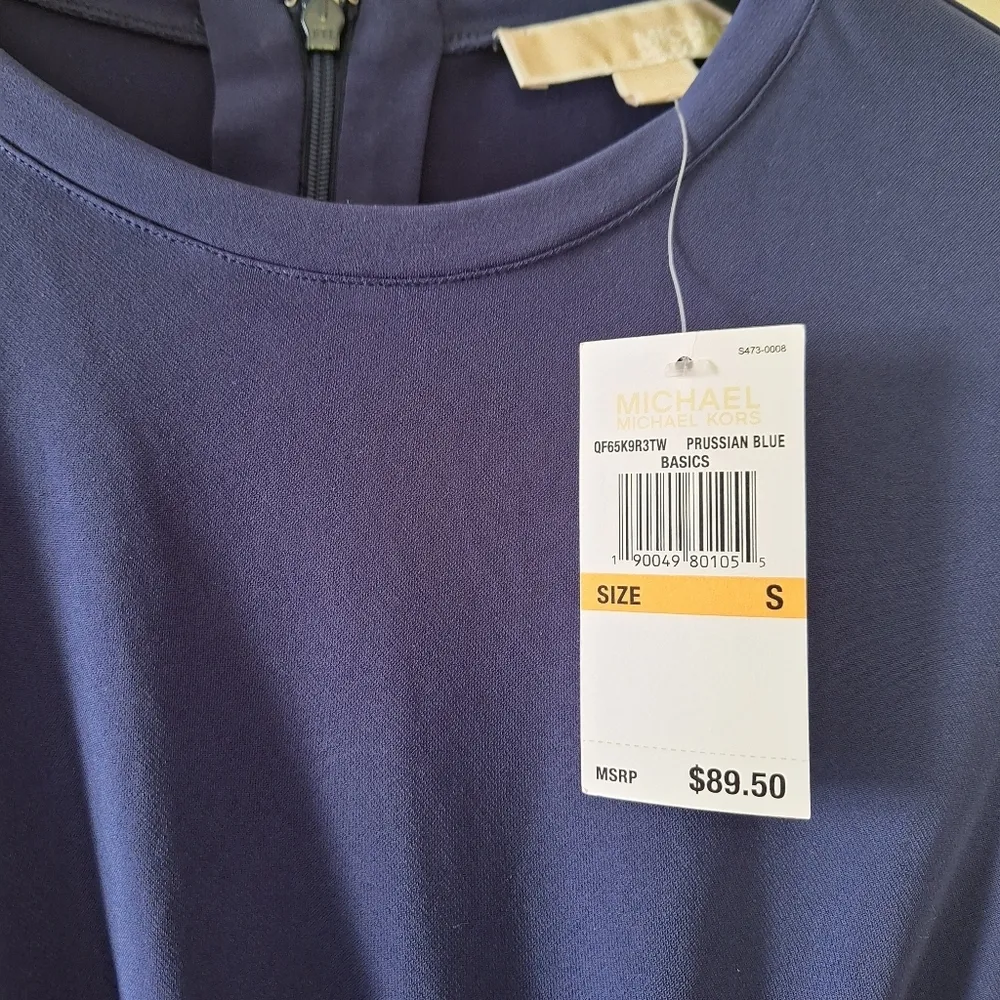 S473-0008
MICHAEL
MICHAEL KORS
QF65K9R3TW PRUSSIAN BLUE
BASICS
1 90049 80105 5
SIZE S
MSRP $89.50